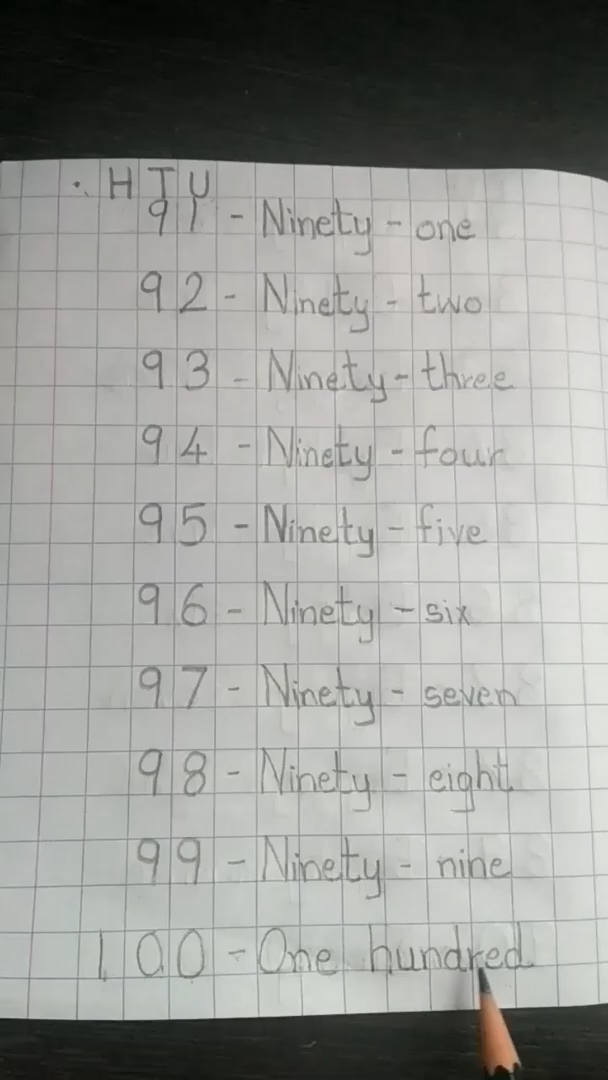 H T U
91 - Ninety - one
92 - Ninety - two
93 - Ninety - three
94 - Ninety - four
95 - Ninety - five
96 - Ninety - six
97 - Ninety - seven
98 - Ninety - eight
99 - Ninety - nine
100 - One hundred